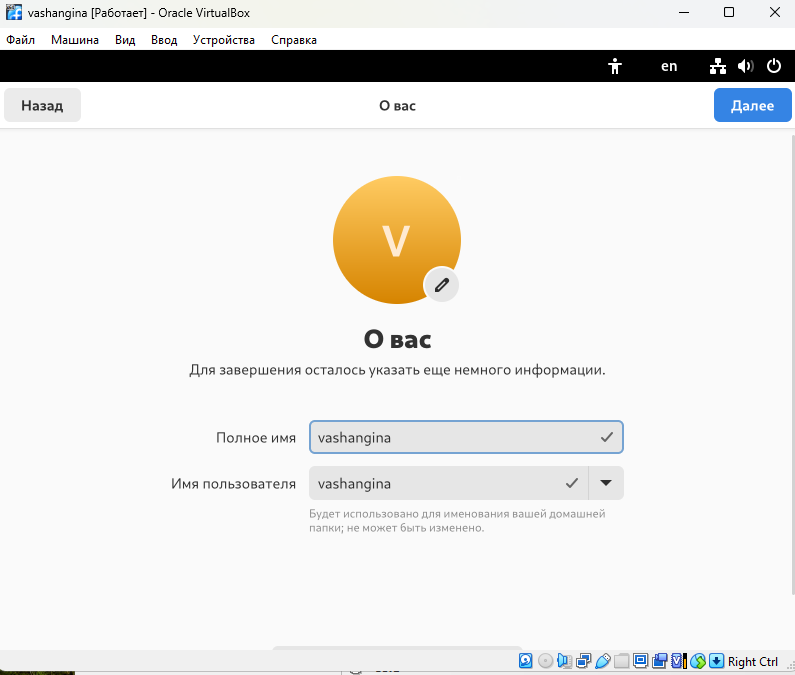 vashangina [Работает] - Oracle VirtualBox
Файл Машина Вид Ввод Устройства Справка
en
Назад О вас Далее
V
О вас
Для завершения осталось указать еще немного информации.
Полное имя vashangina
Имя пользователя vashangina
Будет использовано для именования вашей домашней
папки; не может быть изменено.
Right Ctrl